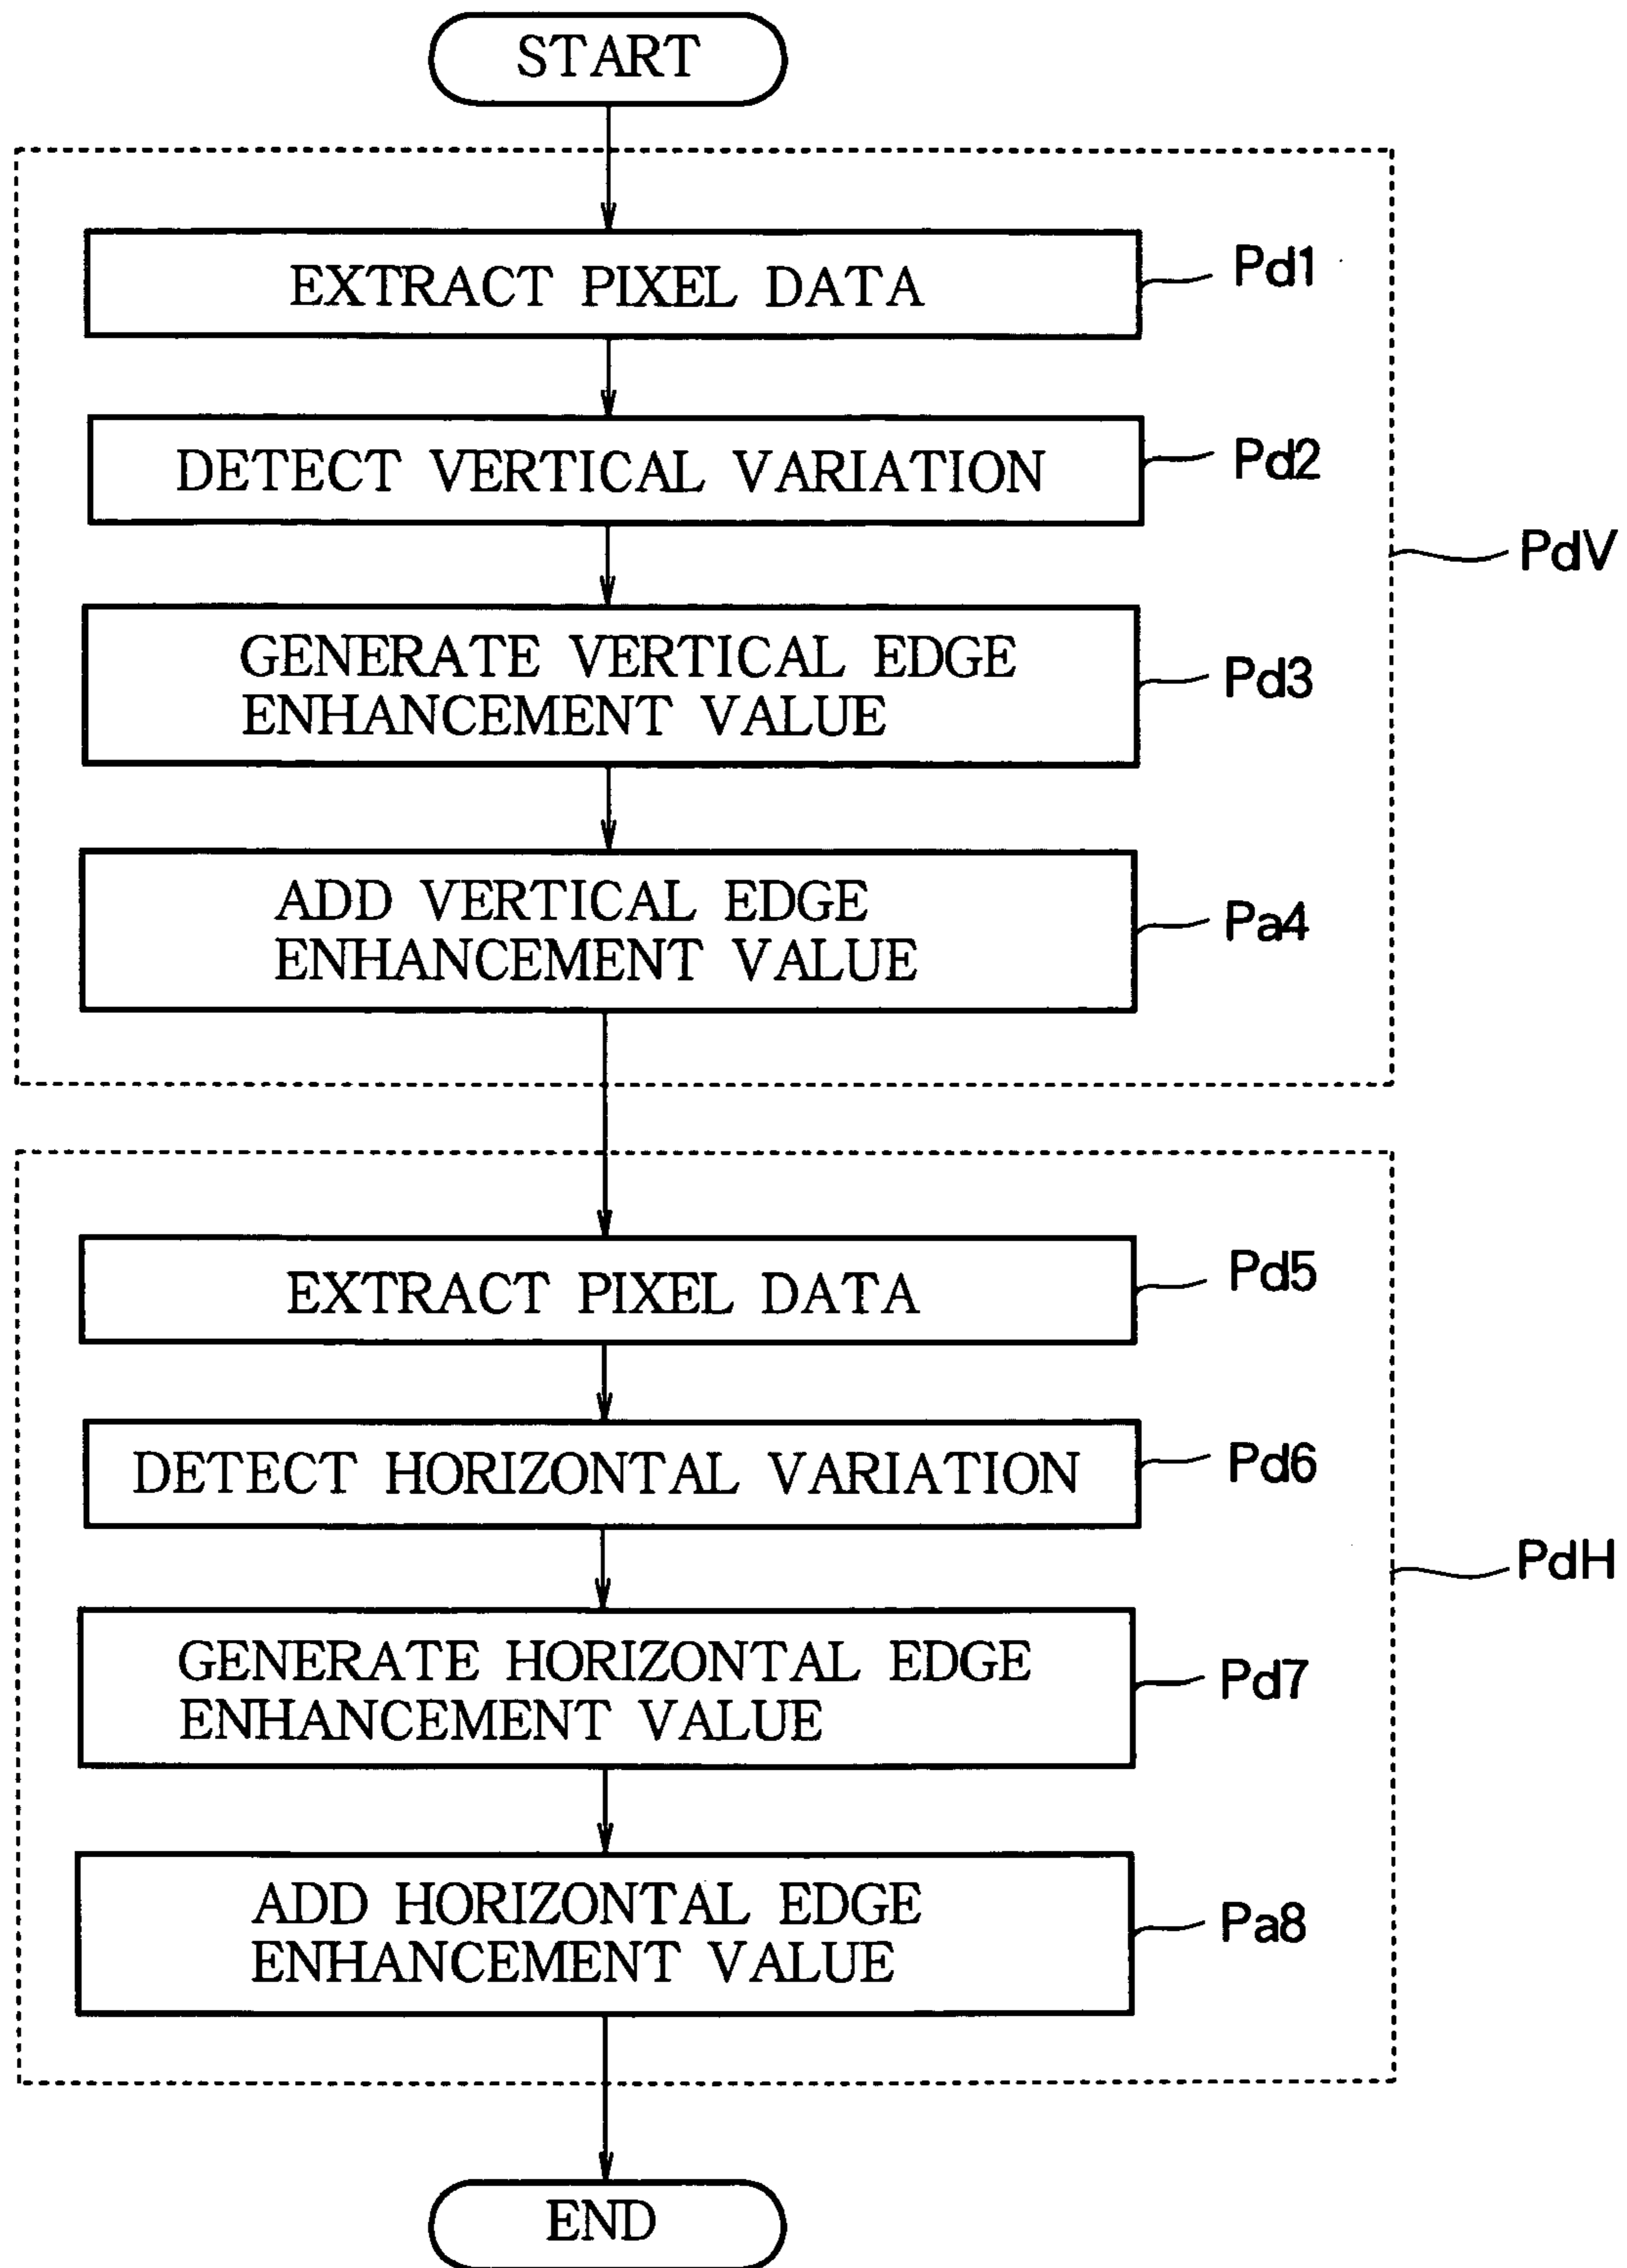 START
EXTRACT PIXEL DATA
Pd1
DETECT VERTICAL VARIATION
Pd2
PdV
GENERATE VERTICAL EDGE
ENHANCEMENT VALUE
Pd3
ADD VERTICAL EDGE
ENHANCEMENT VALUE
Pa4
EXTRACT PIXEL DATA
Pd5
DETECT HORIZONTAL VARIATION
Pd6
PdH
GENERATE HORIZONTAL EDGE
ENHANCEMENT VALUE
Pd7
ADD HORIZONTAL EDGE
ENHANCEMENT VALUE
Pa8
END